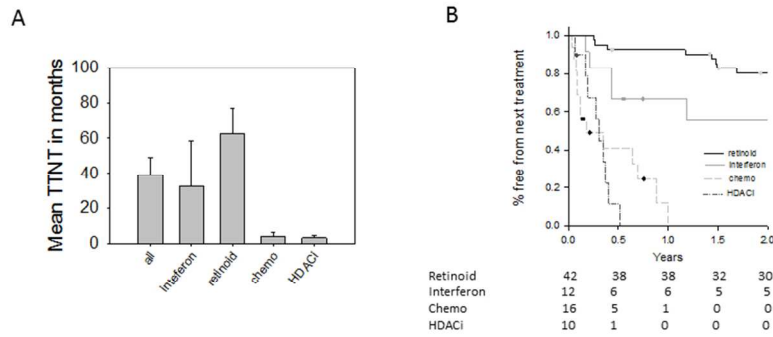 A
Mean TTNT in months
100
80
60
40
20
0
all
Inteferon
retinoid
chemo
HDACI
B
% free from next treatment
1.0
0.8
0.6
0.4
0.2
0.0
retinoid
Interferon
chemo
HDACI
0.0 0.5 1.0 1.5 2.0
Years
Retinoid 42 38 38 32 30
Interferon 12 6 6 5 5
Chemo 16 5 1 0 0
HDACi 10 1 0 0 0